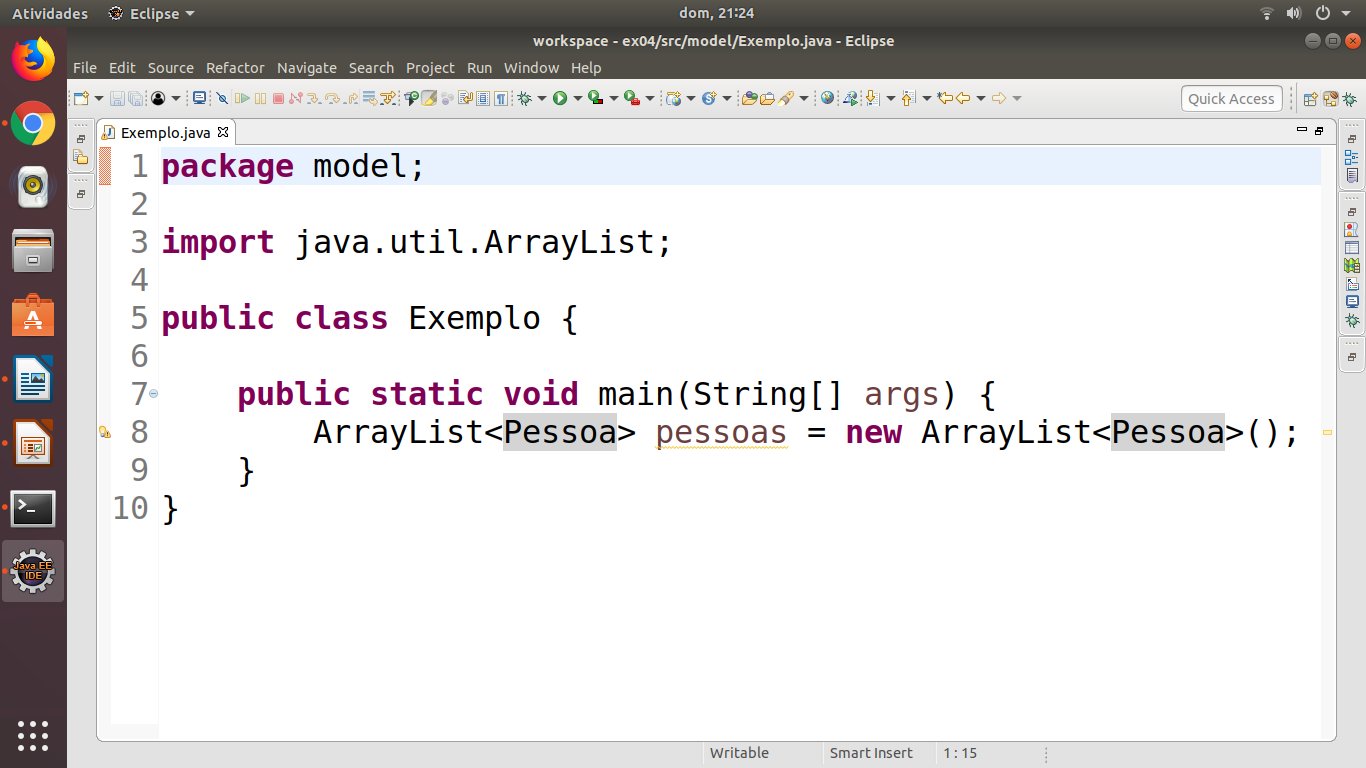 Atividades Eclipse dom, 21:24
workspace - ex04/src/model/Exemplo.java - Eclipse
File Edit Source Refactor Navigate Search Project Run Window Help
Quick Access
Exemplo.java
1 package model;
2
3 import java.util.ArrayList;
4
5 public class Exemplo {
6
7 public static void main(String[] args) {
8 ArrayList<Pessoa> pessoas = new ArrayList<Pessoa>();
9 }
10 }
Java EE
IDE
Writable Smart Insert 1 : 15